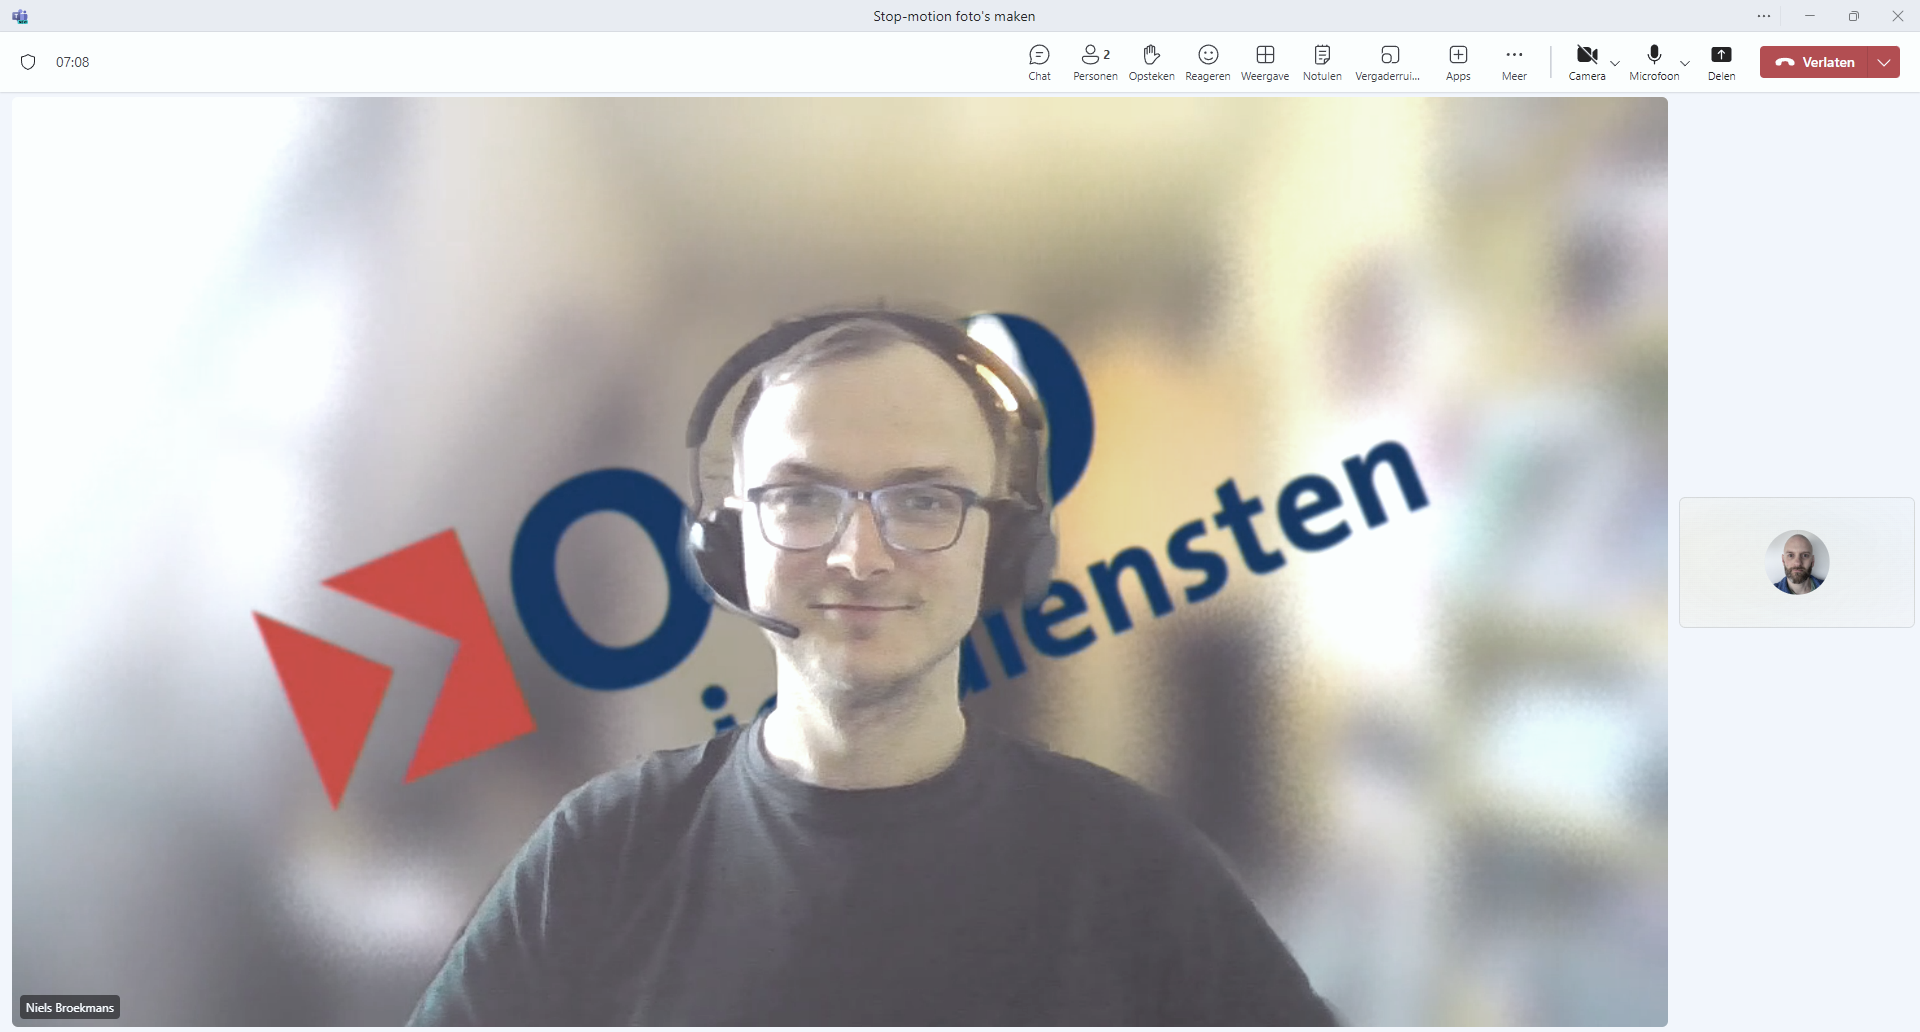 Stop-motion foto's maken
07:08
Chat
Personen 2
Opsteken
Reageren
Weergave
Notulen
Vergaderrui...
Apps
Meer
Camera
Microfoon
Delen
Verlaten
Niels Broekmans